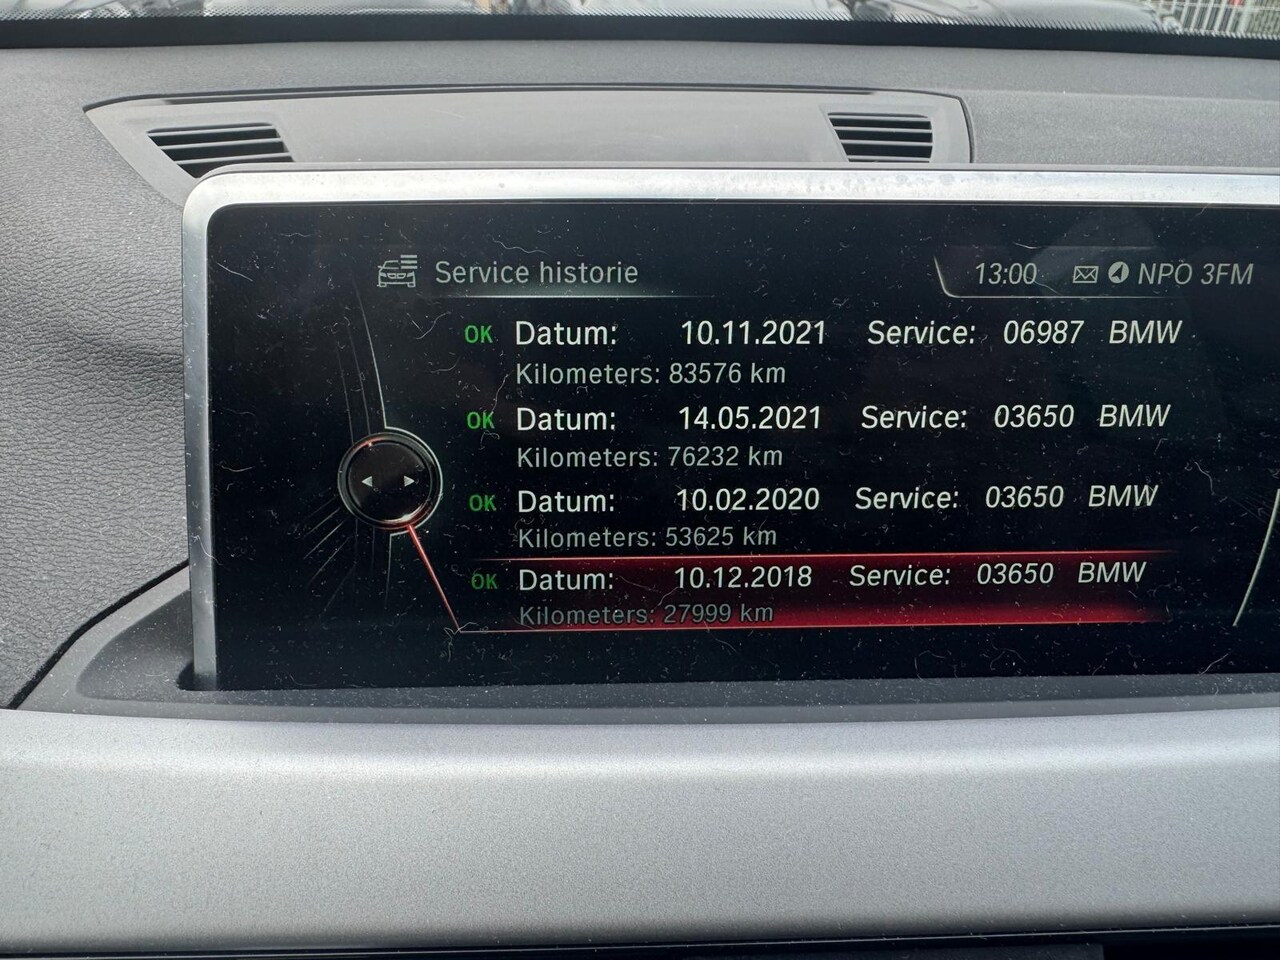 Service historie
13:00 NPO 3FM
OK Datum: 10.11.2021 Service: 06987 BMW
Kilometers: 83576 km
OK Datum: 14.05.2021 Service: 03650 BMW
Kilometers: 76232 km
OK Datum: 10.02.2020 Service: 03650 BMW
Kilometers: 53625 km
OK Datum: 10.12.2018 Service: 03650 BMW
Kilometers: 27999 km